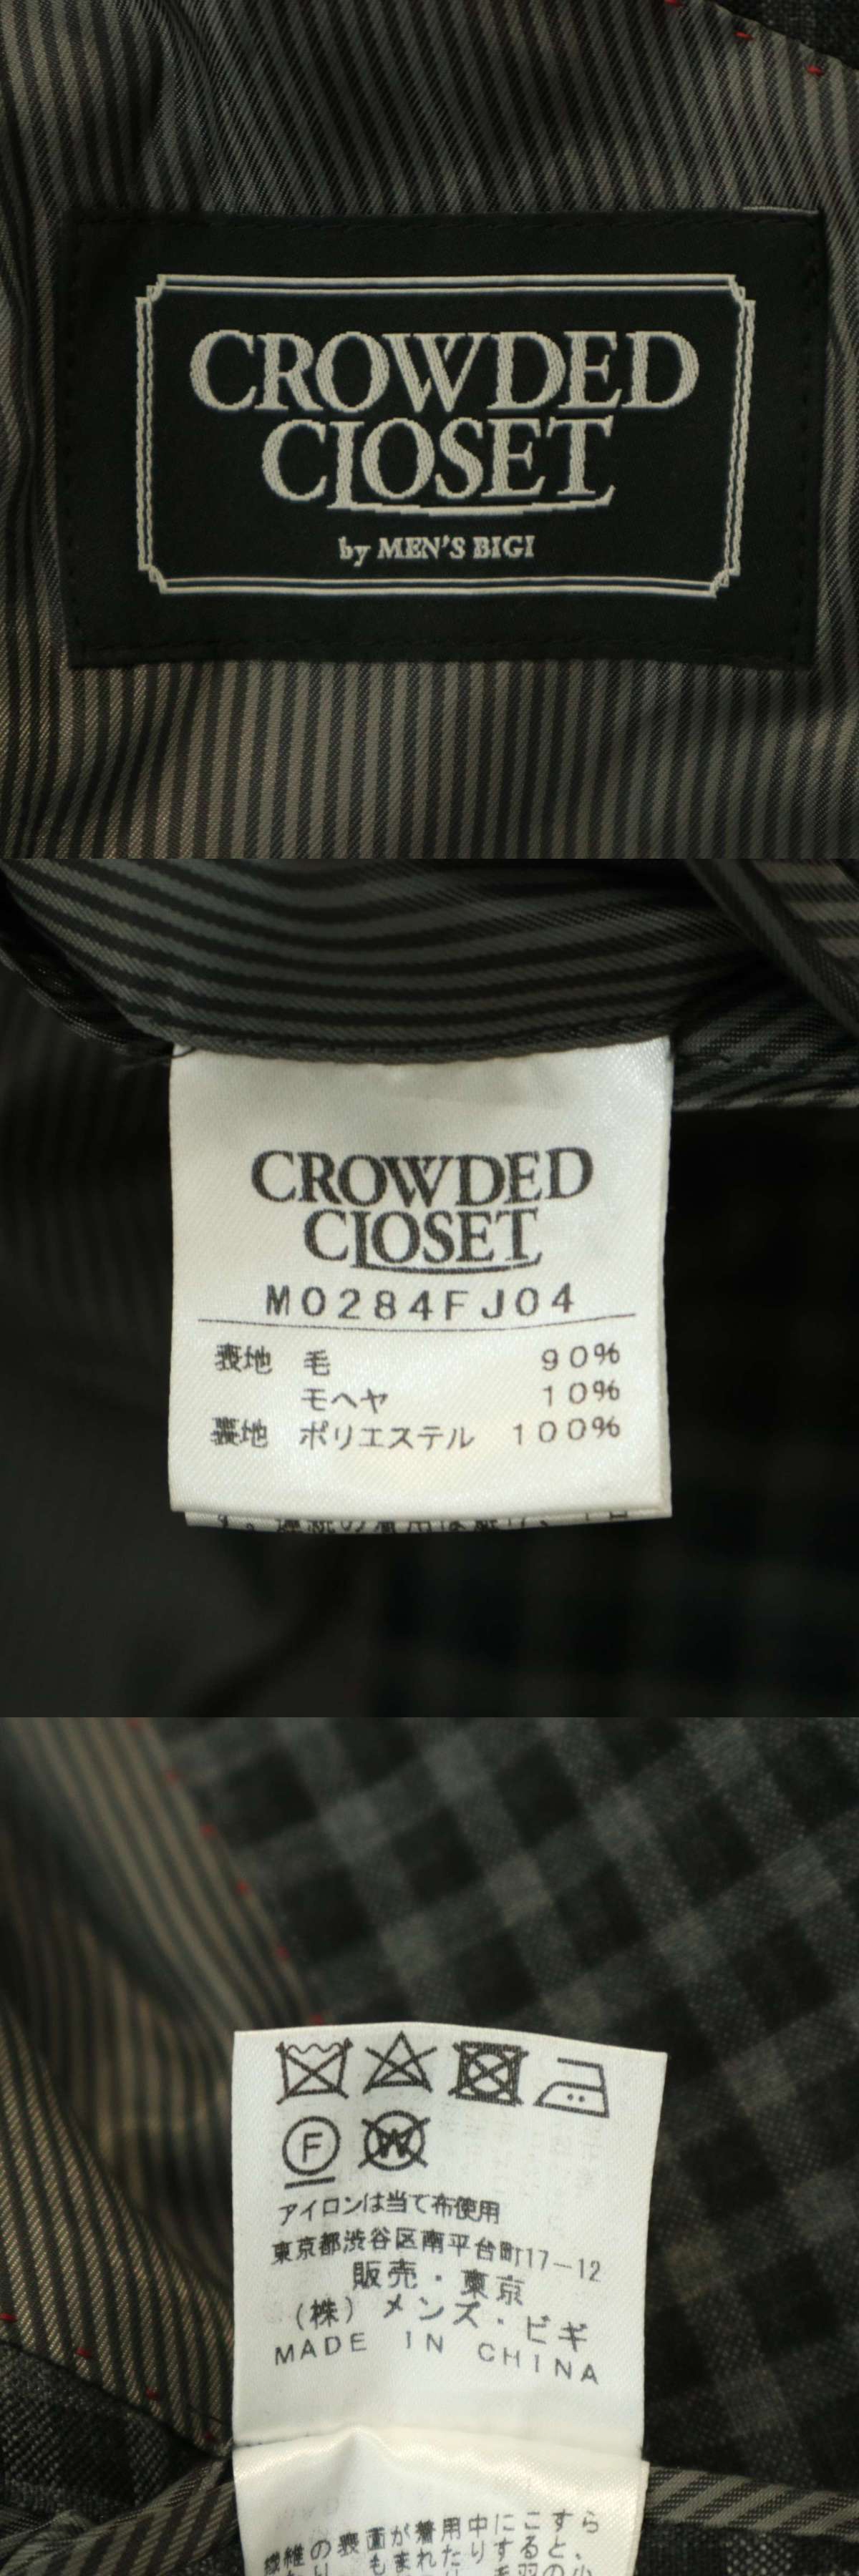 CROWDED
CLOSET
by MEN'S BIGI
CROWDED
CLOSET
M0284FJ04
表地 毛 90%
モヘヤ 10%
裏地 ポリエステル 100%
F
W
アイロンは当て布使用
東京都渋谷区南平台町17-12
販売・東京
(株) メンズ・ビギ
MADE IN CHINA